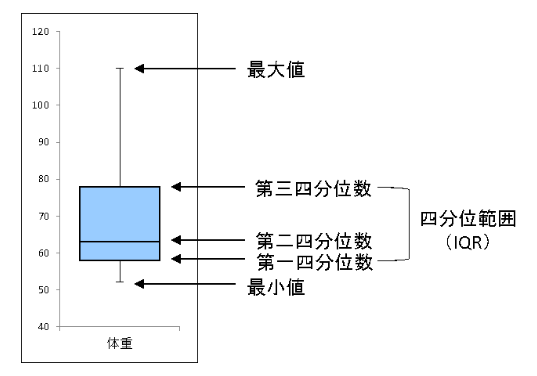 120
110
100
90
80
70
60
50
40
体重
最大値
第三四分位数
第二四分位数
第一四分位数
最小値
四分位範囲
（IQR）